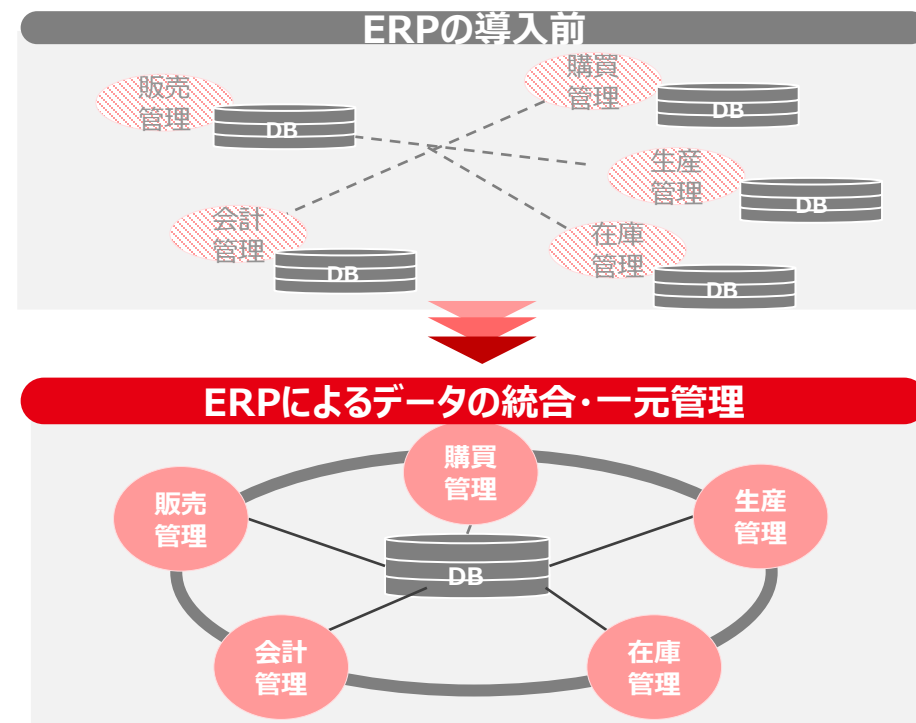 ERPの導入前
販売
管理
DB
購買
管理
DB
生産
管理
DB
会計
管理
DB
在庫
管理
DB
ERPによるデータの統合・一元管理
購買
管理
販売
管理
生産
管理
DB
会計
管理
在庫
管理